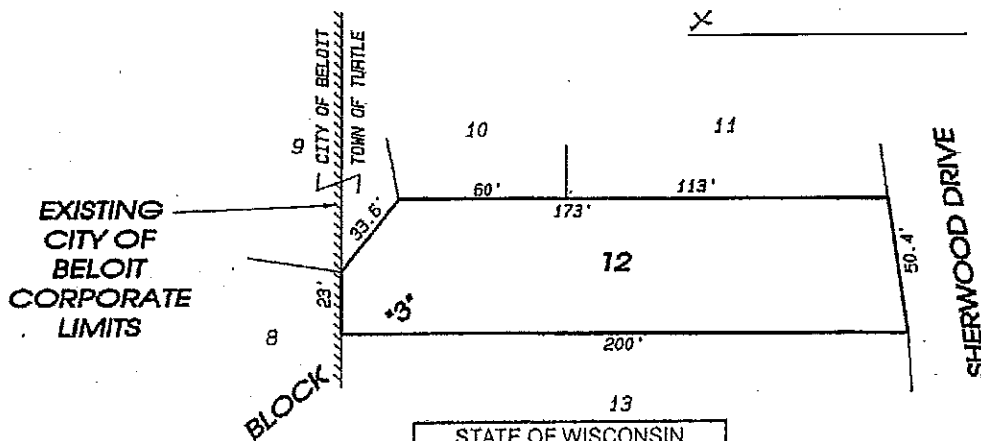 X
CITY OF BELOIT
TOWN OF TURTLE
9
10
11
EXISTING
CITY OF
BELOIT
CORPORATE
LIMITS
33.6'
60'
113'
173'
12
50.4'
SHERWOOD DRIVE
23'
"3"
8
200'
BLOCK
13
STATE OF WISCONSIN